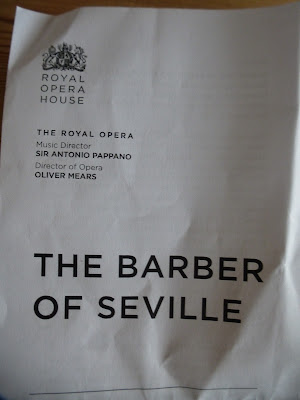 ROYAL
OPERA
HOUSE
THE ROYAL OPERA
Music Director
SIR ANTONIO PAPPANO
Director of Opera
OLIVER MEARS
THE BARBER
OF SEVILLE